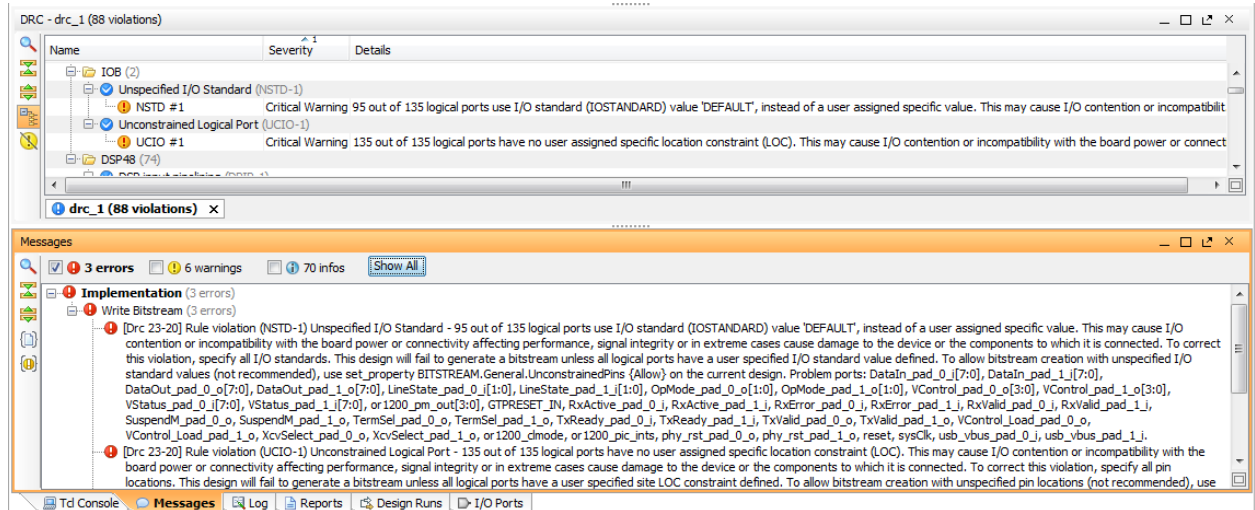 DRC - drc_1 (88 violations)
Name Severity 1 Details
IOB (2)
Unspecified I/O Standard (NSTD-1)
NSTD #1 Critical Warning 95 out of 135 logical ports use I/O standard (IOSTANDARD) value 'DEFAULT', instead of a user assigned specific value. This may cause I/O contention or incompatibilit
Unconstrained Logical Port (UCIO-1)
UCIO #1 Critical Warning 135 out of 135 logical ports have no user assigned specific location constraint (LOC). This may cause I/O contention or incompatibility with the board power or connect
DSP48 (74)
drc_1 (88 violations)
Messages
3 errors 6 warnings 70 infos Show All
Implementation (3 errors)
Write Bitstream (3 errors)
[Drc 23-20] Rule violation (NSTD-1) Unspecified I/O Standard - 95 out of 135 logical ports use I/O standard (IOSTANDARD) value 'DEFAULT', instead of a user assigned specific value. This may cause I/O
contention or incompatibility with the board power or connectivity affecting performance, signal integrity or in extreme cases cause damage to the device or the components to which it is connected. To correct
this violation, specify all I/O standards. This design will fail to generate a bitstream unless all logical ports have a user specified I/O standard value defined. To allow bitstream creation with unspecified I/O
standard values (not recommended), use set_property BITSTREAM.General.UnconstrainedPins {Allow} on the current design. Problem ports: DataIn_pad_0_i[7:0], DataIn_pad_1_i[7:0],
DataOut_pad_0_o[7:0], DataOut_pad_1_o[7:0], LineState_pad_0_i[1:0], LineState_pad_1_i[1:0], OpMode_pad_0_o[1:0], OpMode_pad_1_o[1:0], VControl_pad_0_o[3:0], VControl_pad_1_o[3:0],
VStatus_pad_0_i[7:0], VStatus_pad_1_i[7:0], or1200_pm_out[3:0], GTPRESET_IN, RxActive_pad_0_i, RxActive_pad_1_i, RxError_pad_0_i, RxError_pad_1_i, RxValid_pad_0_i, RxValid_pad_1_i,
SuspendM_pad_0_o, SuspendM_pad_1_o, TermSel_pad_0_o, TermSel_pad_1_o, TxReady_pad_0_i, TxReady_pad_1_i, TxValid_pad_0_o, TxValid_pad_1_o, VControl_Load_pad_0_o,
VControl_Load_pad_1_o, XcvSelect_pad_0_o, XcvSelect_pad_1_o, or1200_clmode, or1200_pic_ints, phy_rst_pad_0_o, phy_rst_pad_1_o, reset, sysClk, usb_vbus_pad_0_i, usb_vbus_pad_1_i.
[Drc 23-20] Rule violation (UCIO-1) Unconstrained Logical Port - 135 out of 135 logical ports have no user assigned specific location constraint (LOC). This may cause I/O contention or incompatibility with the
board power or connectivity affecting performance, signal integrity or in extreme cases cause damage to the device or the components to which it is connected. To correct this violation, specify all pin
locations. This design will fail to generate a bitstream unless all logical ports have a user specified site LOC constraint defined. To allow bitstream creation with unspecified pin locations (not recommended), use
Tcl Console Messages Log Reports Design Runs I/O Ports